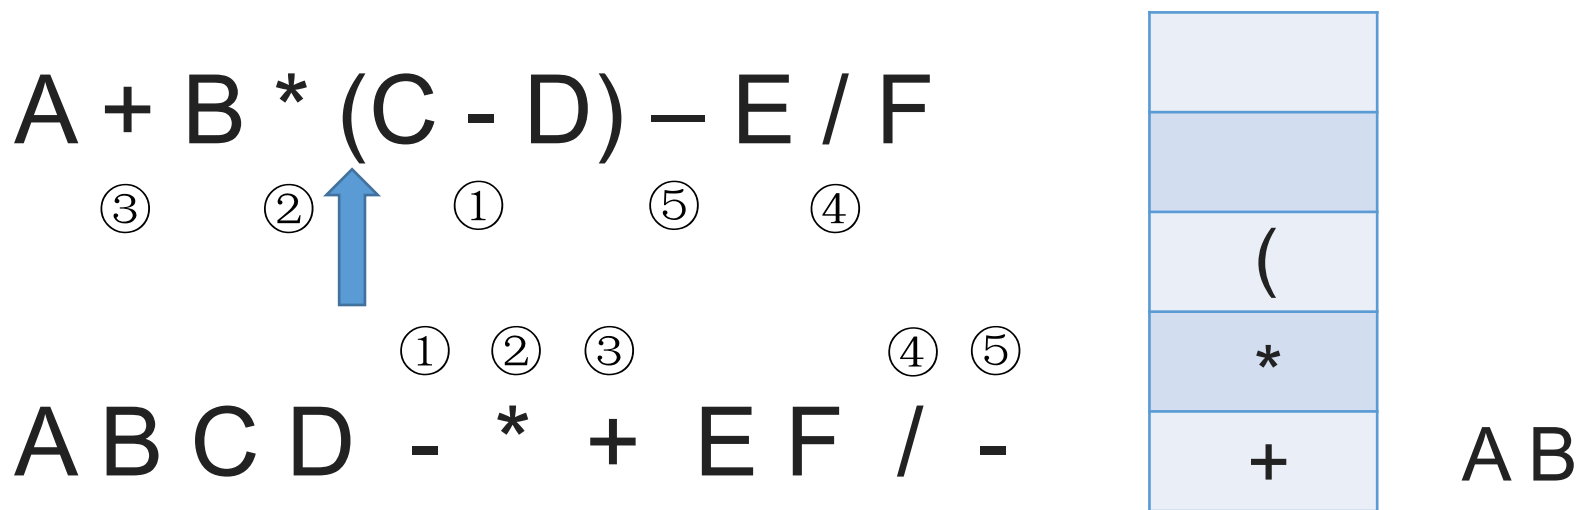 A + B * (C - D) – E / F
③ ② ① ⑤ ④
① ② ③ ④ ⑤
A B C D - * + E F / -
(
*
+
A B